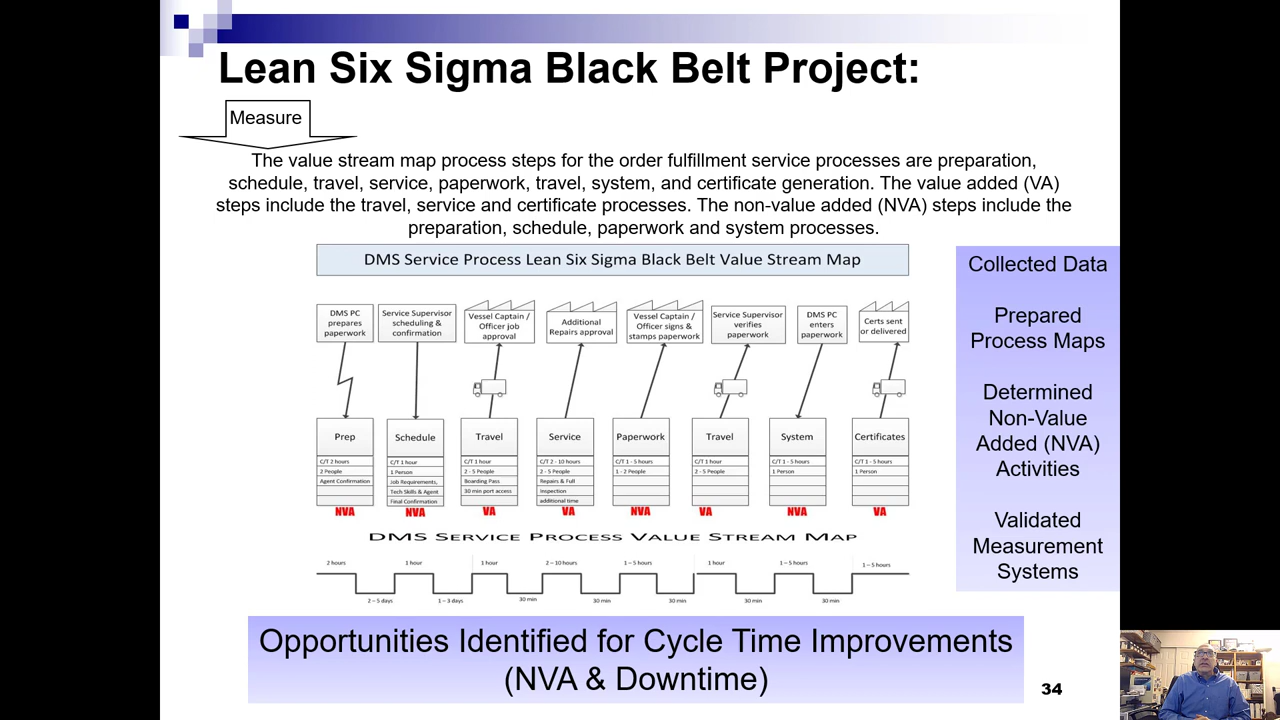 Lean Six Sigma Black Belt Project:
Measure
The value stream map process steps for the order fulfillment service processes are preparation,
schedule, travel, service, paperwork, travel, system, and certificate generation. The value added (VA)
steps include the travel, service and certificate processes. The non-value added (NVA) steps include the
preparation, schedule, paperwork and system processes.
DMS Service Process Lean Six Sigma Black Belt Value Stream Map
DMS PC
prepares
paperwork
Service Supervisor
scheduling &
confirmation
Vessel Captain /
Officer job
approval
Additional
Repairs approval
Vessel Captain /
Officer signs &
stamps paperwork
Service Supervisor
verifies
paperwork
DMS PC
enters
paperwork
Certs sent
or delivered
Prep
C/T 2 hours
2 People
Agent Confirmation
NVA
Schedule
C/T 1 hour
1 Person
Job Requirements,
Tech Skills & Agent
Final Confirmation
NVA
Travel
C/T 1 hour
2 - 5 People
Boarding Pass
30 min port access
VA
Service
C/T 2 - 10 hours
2 - 5 People
Repairs & Full
Inspection
additional time
VA
Paperwork
C/T 1 - 5 hours
1 - 2 People
NVA
Travel
C/T 1 hour
2 - 5 People
VA
System
C/T 1 - 5 hours
1 Person
NVA
Certificates
C/T 1 - 5 hours
1 Person
VA
DMS Service Process Value Stream Map
2 hours 1 hour 1 hour 2 – 10 hours 1 – 5 hours 1 hour 1 – 5 hours 1 – 5 hours
2 – 5 days 1 – 3 days 30 min 30 min 30 min 30 min 30 min
Collected Data
Prepared
Process Maps
Determined
Non-Value
Added (NVA)
Activities
Validated
Measurement
Systems
Opportunities Identified for Cycle Time Improvements
(NVA & Downtime)
34